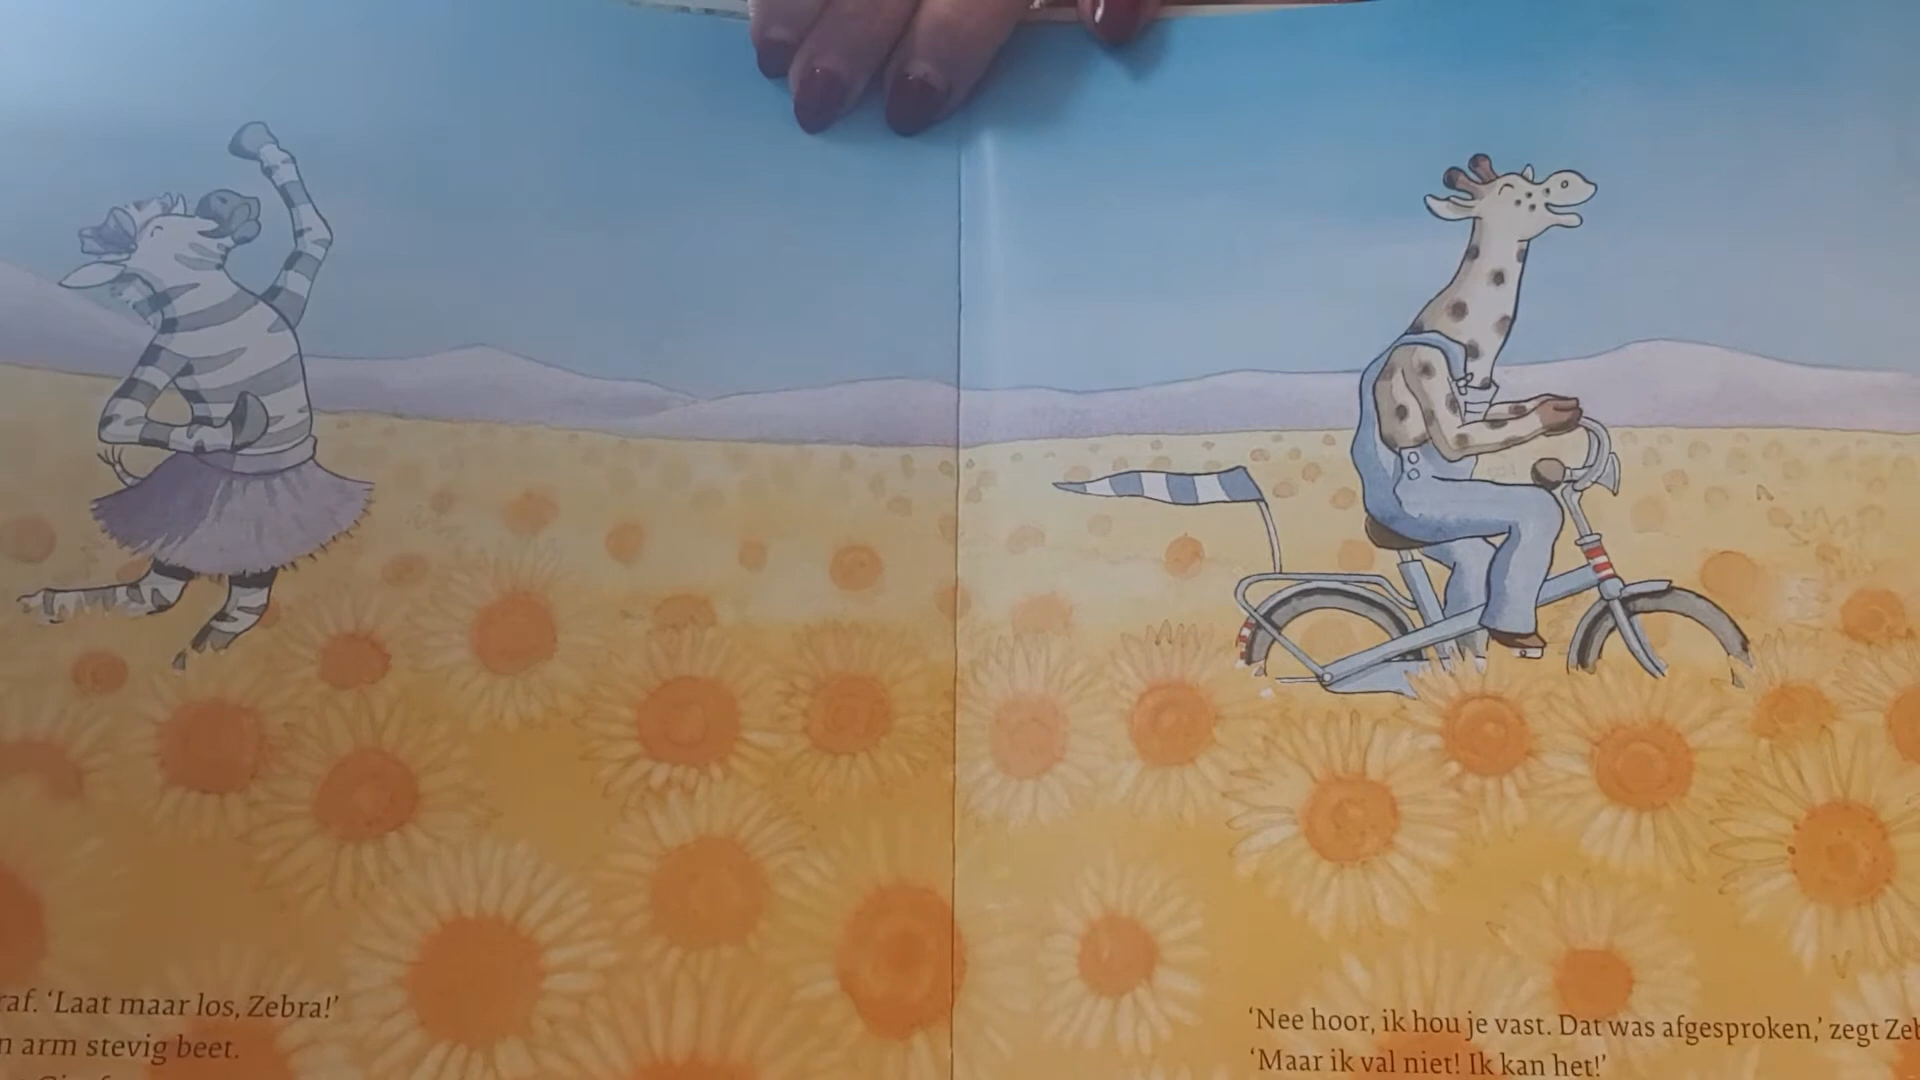 raf. ‘Laat maar los, Zebra!’
n arm stevig beet.
‘Nee hoor, ik hou je vast. Dat was afgesproken,’ zegt Zeb
‘Maar ik val niet! Ik kan het!’